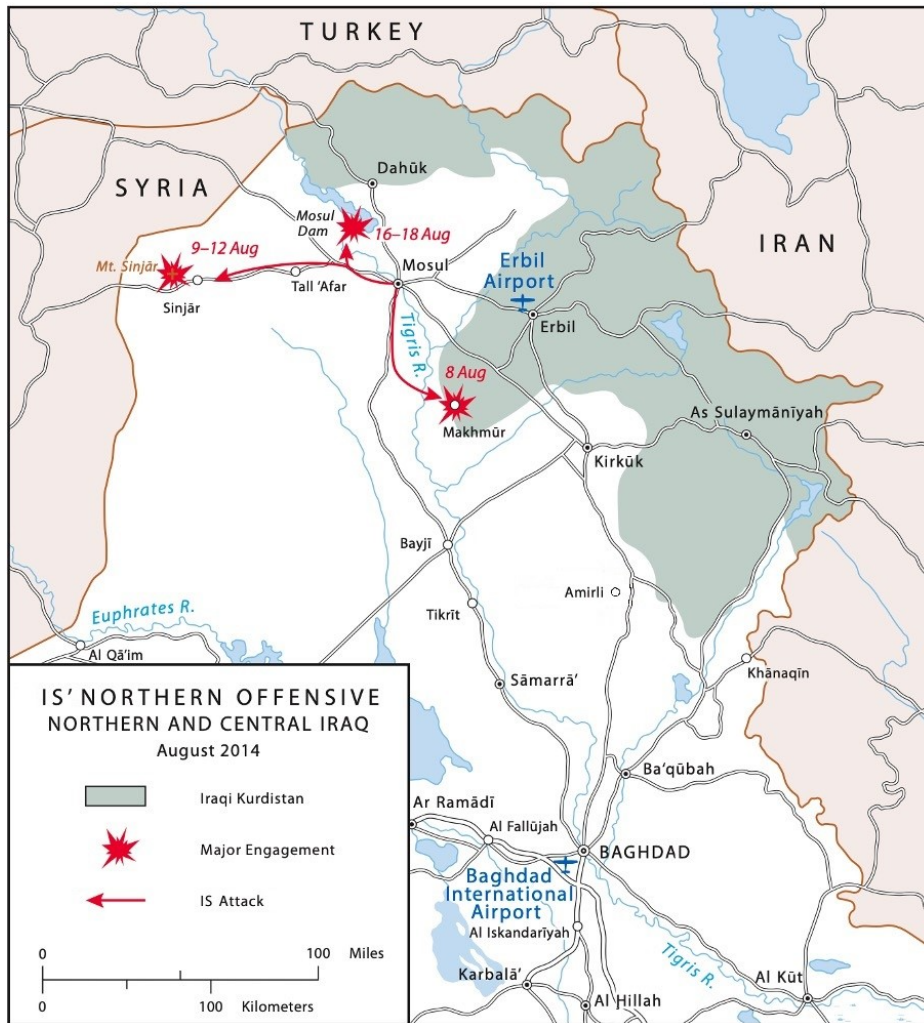 TURKEY
SYRIA
IRAN
Dahūk
Mosul
Dam
16–18 Aug
9–12 Aug
Mt. Sinjār
Sinjār
Tall ‘Afar
Mosul
Erbil
Airport
Erbil
Tigris R.
8 Aug
Makhmūr
As Sulaymānīyah
Kirkūk
Bayjī
Amirli
Tikrīt
Euphrates R.
Al Qā’im
Sāmarrā’
Khānaqīn
Ba‘qūbah
Ar Ramādī
Al Fallūjah
BAGHDAD
Baghdad
International
Airport
Al Iskandarīyah
Karbalā’
Al Hillah
Tigris R.
Al Kūt
IS’ NORTHERN OFFENSIVE
NORTHERN AND CENTRAL IRAQ
August 2014
Iraqi Kurdistan
Major Engagement
IS Attack
0 100 Miles
0 100 Kilometers